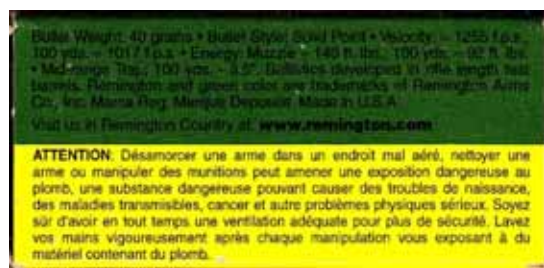 Bullet Weight: 40 grains • Bullet Style: Solid Point • Velocity: – 1255 f.p.s.
100 yds. – 1017 f.p.s. • Energy: Muzzle – 140 ft. lbs., 100 yds. – 92 ft. lbs.
• Mid-range Traj.: 100 yds. - 3.5". Ballistics developed in rifle length test
barrels. Remington and green color are trademarks of Remington Arms
Co., Inc. Marca Reg. Marque Deposée. Made in U.S.A.
Visit us in Remington Country at: www.remington.com
ATTENTION: Désamorcer une arme dans un endroit mal aéré, nettoyer une
arme ou manipuler des munitions peut amener une exposition dangereuse au
plomb, une substance dangereuse pouvant causer des troubles de naissance,
des maladies transmisibles, cancer et autre problèmes physiques sérieux. Soyez
sûr d'avoir en tout temps une ventilation adéquate pour plus de sécurité. Lavez
vos mains vigoureusement après chaque manipulation vous exposant à du
matériel contenant du plomb.